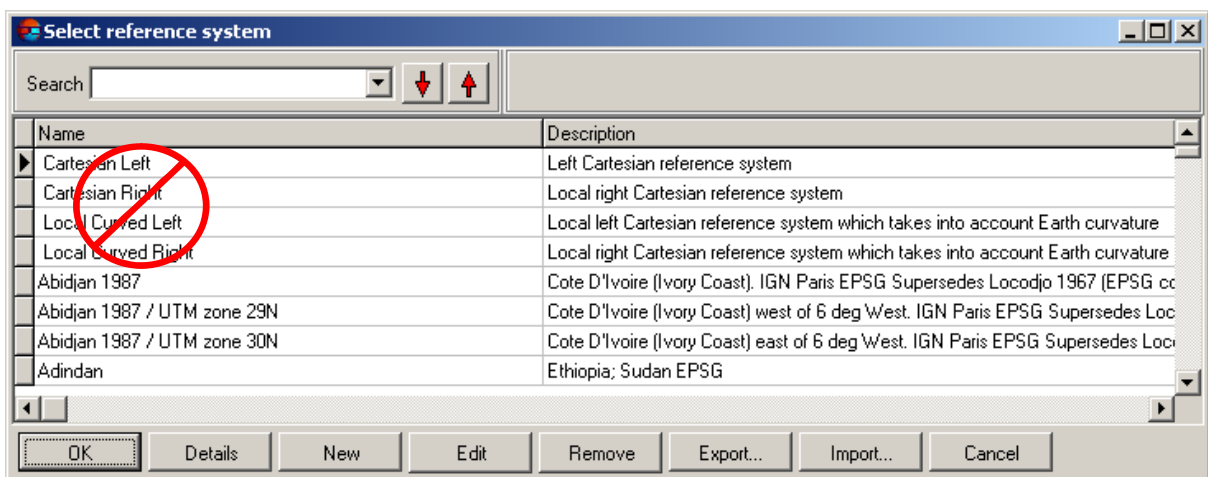 Select reference system
Search
Name Description
Cartesian Left Left Cartesian reference system
Cartesian Right Local right Cartesian reference system
Local Curved Left Local left Cartesian reference system which takes into account Earth curvature
Local Curved Right Local right Cartesian reference system which takes into account Earth curvature
Abidjan 1987 Cote D'Ivoire (Ivory Coast). IGN Paris EPSG Supersedes Locodjo 1967 (EPSG
Abidjan 1987 / UTM zone 29N Cote D'Ivoire (Ivory Coast) west of 6 deg West. IGN Paris EPSG Supersedes Loc
Abidjan 1987 / UTM zone 30N Cote D'Ivoire (Ivory Coast) east of 6 deg West. IGN Paris EPSG Supersedes Loc
Adindan Ethiopia; Sudan EPSG
OK Details New Edit Remove Export... Import... Cancel